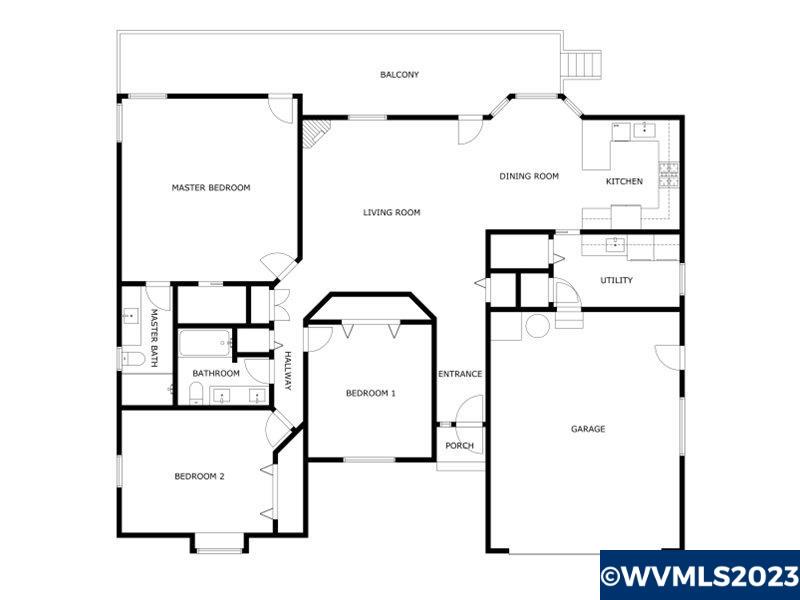 BALCONY
MASTER BEDROOM
DINING ROOM
KITCHEN
LIVING ROOM
UTILITY
MASTER BATH
BATHROOM
HALLWAY
ENTRANCE
BEDROOM 1
GARAGE
PORCH
BEDROOM 2
©WVMLS2023